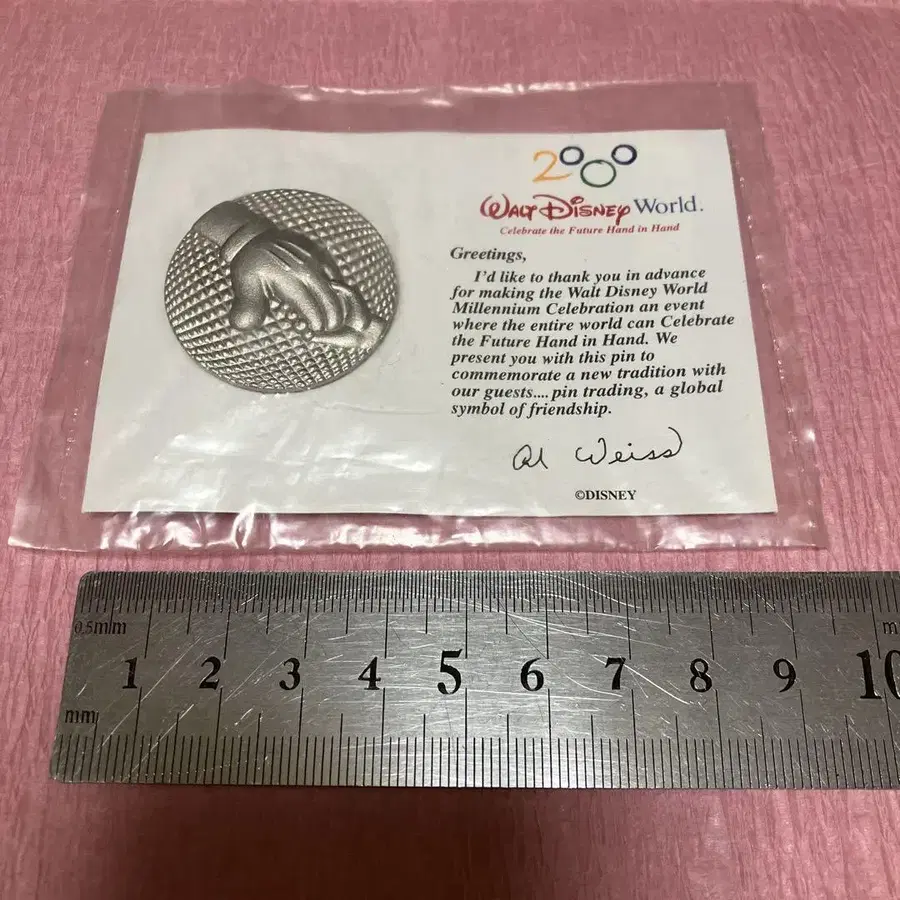 2000
Walt Disney World.
Celebrate the Future Hand in Hand
Greetings,
I'd like to thank you in advance
for making the Walt Disney World
Millennium Celebration an event
where the entire world can Celebrate
the Future Hand in Hand. We
present you with this pin to
commemorate a new tradition with
our guests.... pin trading, a global
symbol of friendship.
Al Weiss
©DISNEY
0.5mm
m
1 2 3 4 5 6 7 8 9 10
mm